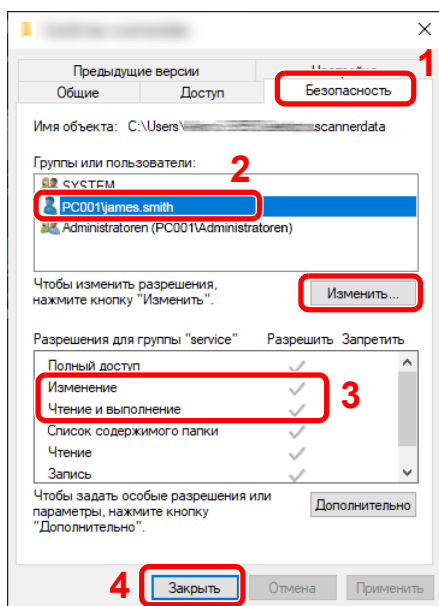 1
Предыдущие версии
Общие Доступ Безопасность
Имя объекта: C:\Users\ scannerdata
Группы или пользователи:
2
SYSTEM
PC001\james.smith
Administratoren (PC001\Administratoren)
Чтобы изменить разрешения,
нажмите кнопку "Изменить".
Изменить...
Разрешения для группы "service" Разрешить Запретить
Полный доступ
Изменение
Чтение и выполнение
3
Список содержимого папки
Чтение
Запись
Чтобы задать особые разрешения или
параметры, нажмите кнопку
"Дополнительно".
Дополнительно
4
Закрыть Отмена Применить